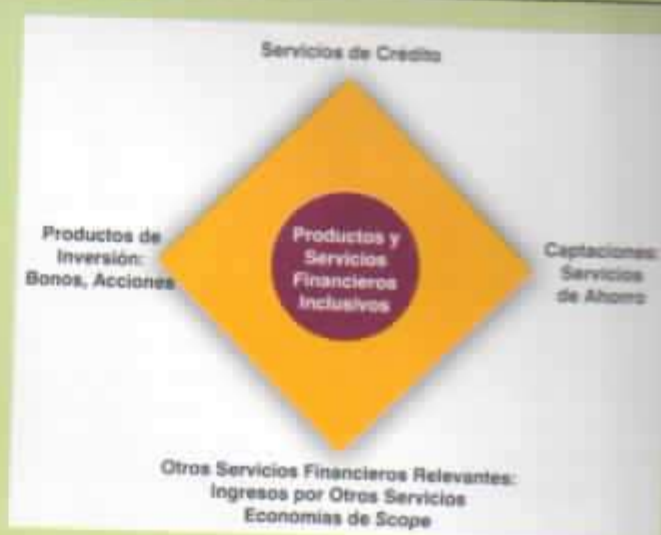 Servicios de Crédito
Productos de
Inversión:
Bonos, Acciones
Productos y
Servicios
Financieros
Inclusivos
Captaciones:
Servicios
de Ahorro
Otros Servicios Financieros Relevantes:
Ingresos por Otros Servicios
Economías de Scope